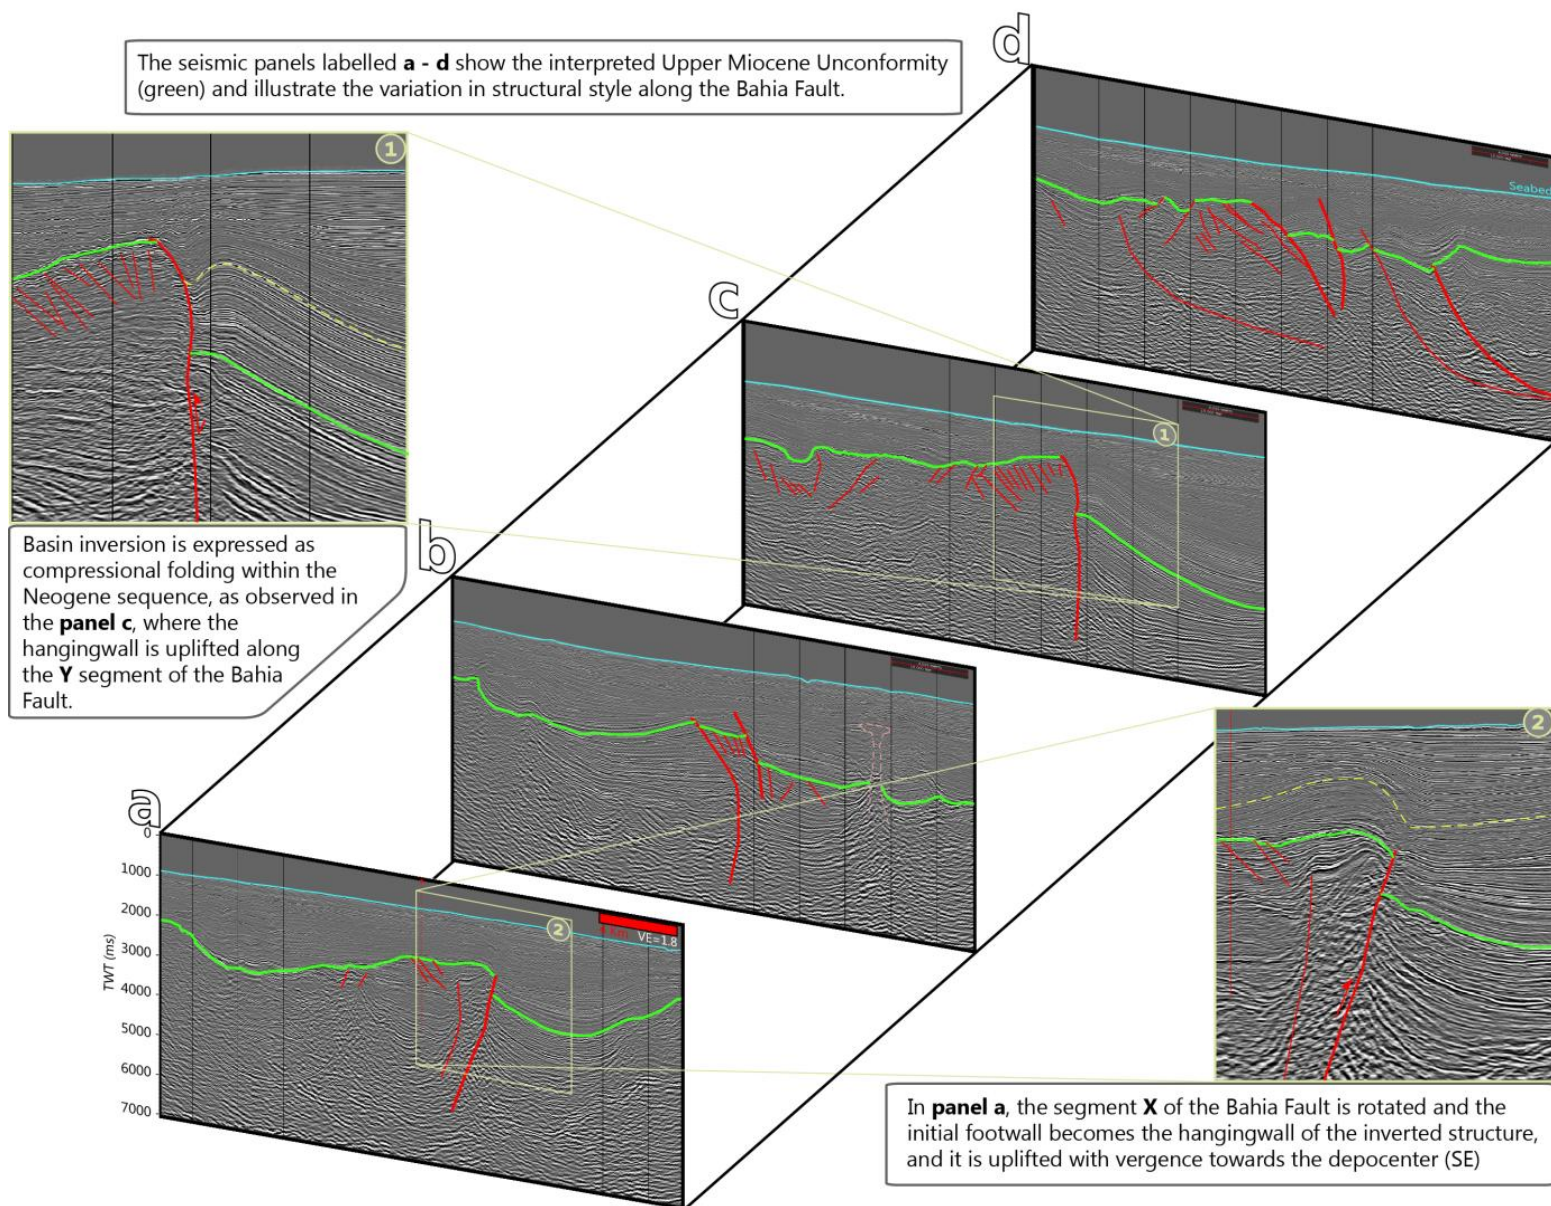 d
The seismic panels labelled a - d show the interpreted Upper Miocene Unconformity
(green) and illustrate the variation in structural style along the Bahia Fault.
1
Seabed
c
1
Basin inversion is expressed as
compressional folding within the
Neogene sequence, as observed in
the panel c, where the
hangingwall is uplifted along
the Y segment of the Bahia
Fault.
b
2
a
0
1000
2000
3000
4000
5000
6000
7000
TWT (ms)
4 Km
VE=1.8
2
In panel a, the segment X of the Bahia Fault is rotated and the
initial footwall becomes the hangingwall of the inverted structure,
and it is uplifted with vergence towards the depocenter (SE)